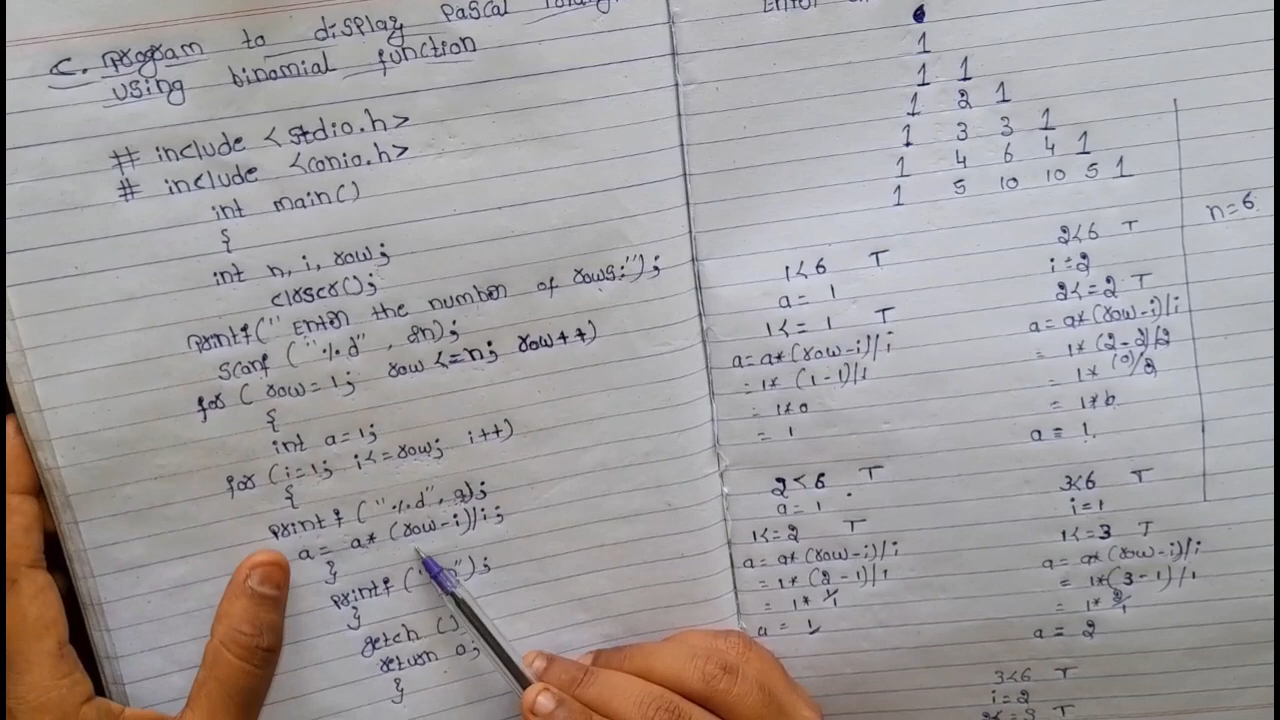 C. program to display pascal
using binamial function
# include <stdio.h>
# include <conio.h>
int main()
{
int n, i, row;
clrscr();
printf(" Enter the number of rows:");
scanf ("%d", &n);
for ( row=1; row<=n; row++)
{
int a=1;
for (i=1; i<=row; i++)
{
printf ("%d", a);
a= a* (row-i)/i;
}
printf (" ");
}
getch ()
return 0;
}
Enter
1
1 1
1 2 1
1 3 3 1
1 4 6 4 1
1 5 10 10 5 1
n=6
1<6 T
a= 1
1<= 1 T
a=a*(row-i)/i
= 1* (1-1)/1
= 1*0
= 1
2<6 T
i=2
2<=2 T
a= a*(row-i)/i
= 1*(2-2)/2
= 1* (0)/2
= 1*b
a= 1
2<6 T
a=1
1<=2 T
a=a*(row-i)/i
= 1* (2-1)/1
= 1* 1/1
a= 1
3<6 T
i=1
1<=3 T
a= a*(row-i)/i
= 1*(3-1)/1
= 1* 2/1
a= 2
3<6 T
i=2
2<=3 T